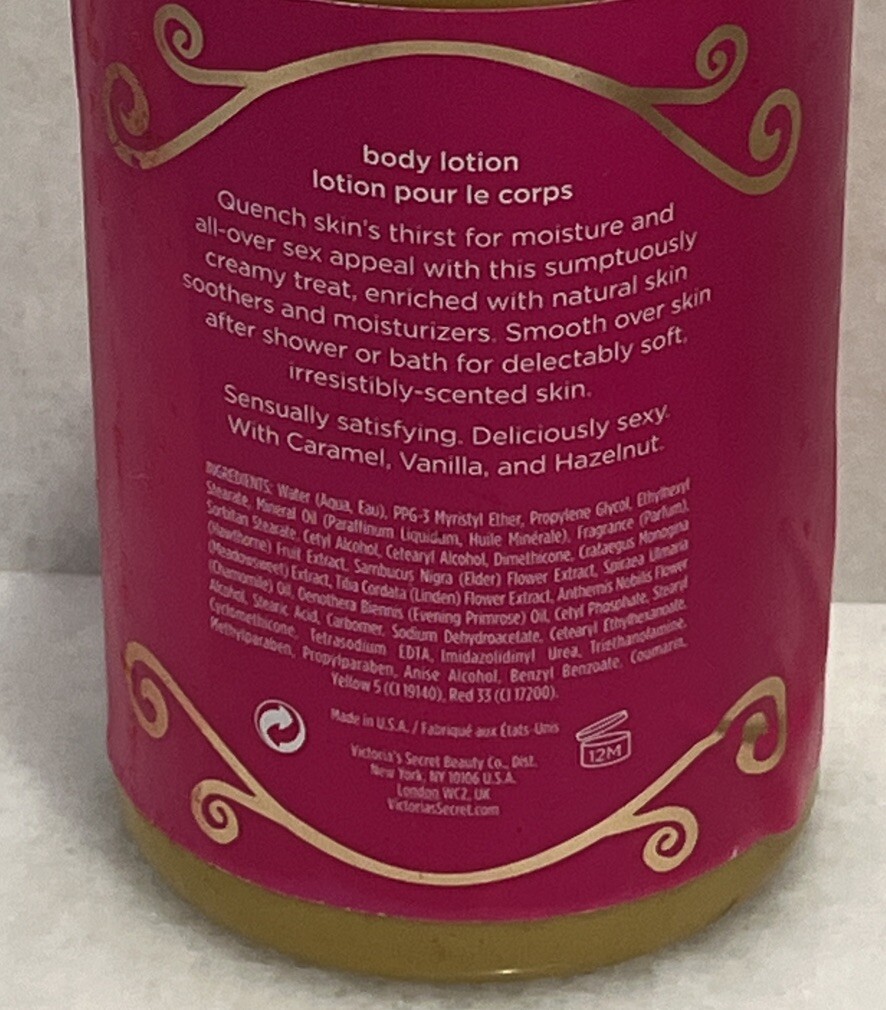 body lotion
lotion pour le corps
Quench skin's thirst for moisture and
all-over sex appeal with this sumptuously
creamy treat, enriched with natural skin
soothers and moisturizers. Smooth over skin
after shower or bath for delectably soft,
irresistibly-scented skin.
Sensually satisfying. Deliciously sexy.
With Caramel, Vanilla, and Hazelnut.
INGREDIENTS: Water (Aqua, Eau), PPG-3 Myristyl Ether, Propylene Glycol, Ethylhexyl
Stearate, Mineral Oil (Paraffinum Liquidum, Huile Minérale), Fragrance (Parfum),
Sorbitan Stearate, Cetyl Alcohol, Cetearyl Alcohol, Dimethicone, Crataegus Monogina
(Hawthorne) Fruit Extract, Sambucus Nigra (Elder) Flower Extract, Spiraea Ulmaria
(Meadowsweet) Extract, Tilia Cordata (Linden) Flower Extract, Anthemis Nobilis Flower
(Chamomile) Oil, Oenothera Biennis (Evening Primrose) Oil, Cetyl Phosphate, Stearyl
Alcohol, Stearic Acid, Carbomer, Sodium Dehydroacetate, Cetearyl Ethylhexanoate,
Cyclomethicone, Tetrasodium EDTA, Imidazolidinyl Urea, Triethanolamine,
Methylparaben, Propylparaben, Anise Alcohol, Benzyl Benzoate, Coumarin,
Yellow 5 (CI 19140), Red 33 (CI 17200).
Made in U.S.A. / Fabriqué aux États-Unis
12M
Victoria's Secret Beauty Co., Dist.
New York, NY 10106 U.S.A.
London WC2, UK
VictoriasSecret.com